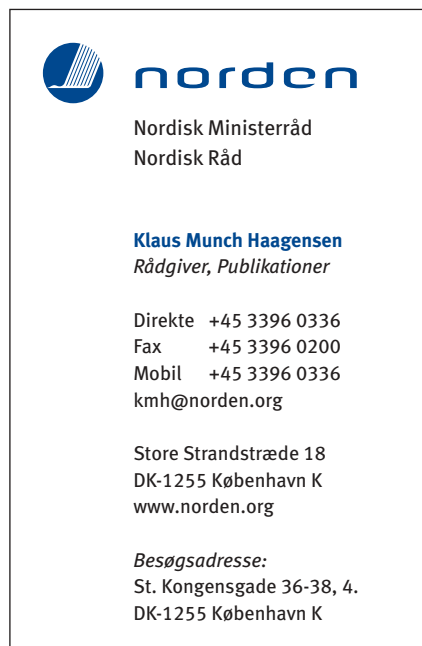 norden
Nordisk Ministerråd
Nordisk Råd
Klaus Munch Haagensen
Rådgiver, Publikationer
Direkte +45 3396 0336
Fax +45 3396 0200
Mobil +45 3396 0336
kmh@norden.org
Store Strandstræde 18
DK-1255 København K
www.norden.org
Besøgsadresse:
St. Kongensgade 36-38, 4.
DK-1255 København K